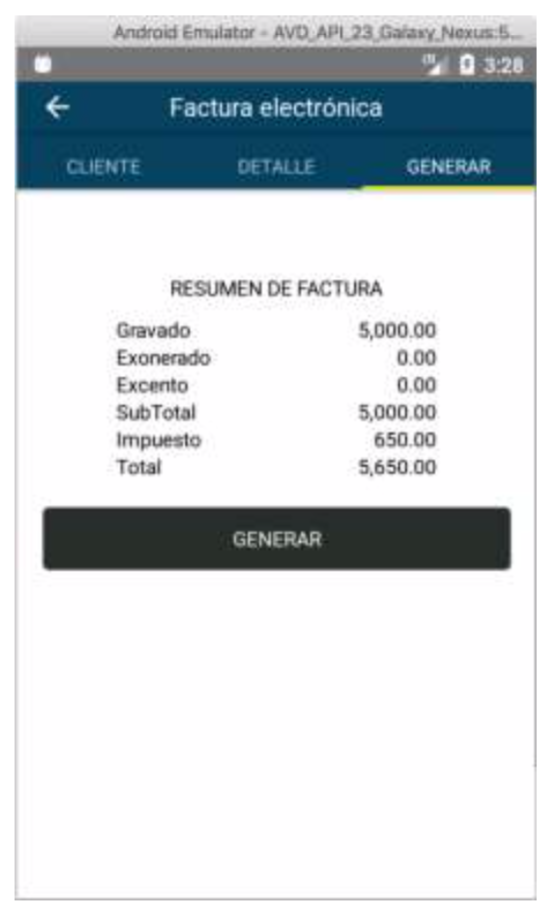 Android Emulator - AVD_API_23_Galaxy_Nexus:5...
3:28
Factura electrónica
CLIENTE DETALLE GENERAR
RESUMEN DE FACTURA
Gravado 5,000.00
Exonerado 0.00
Excento 0.00
SubTotal 5,000.00
Impuesto 650.00
Total 5,650.00
GENERAR